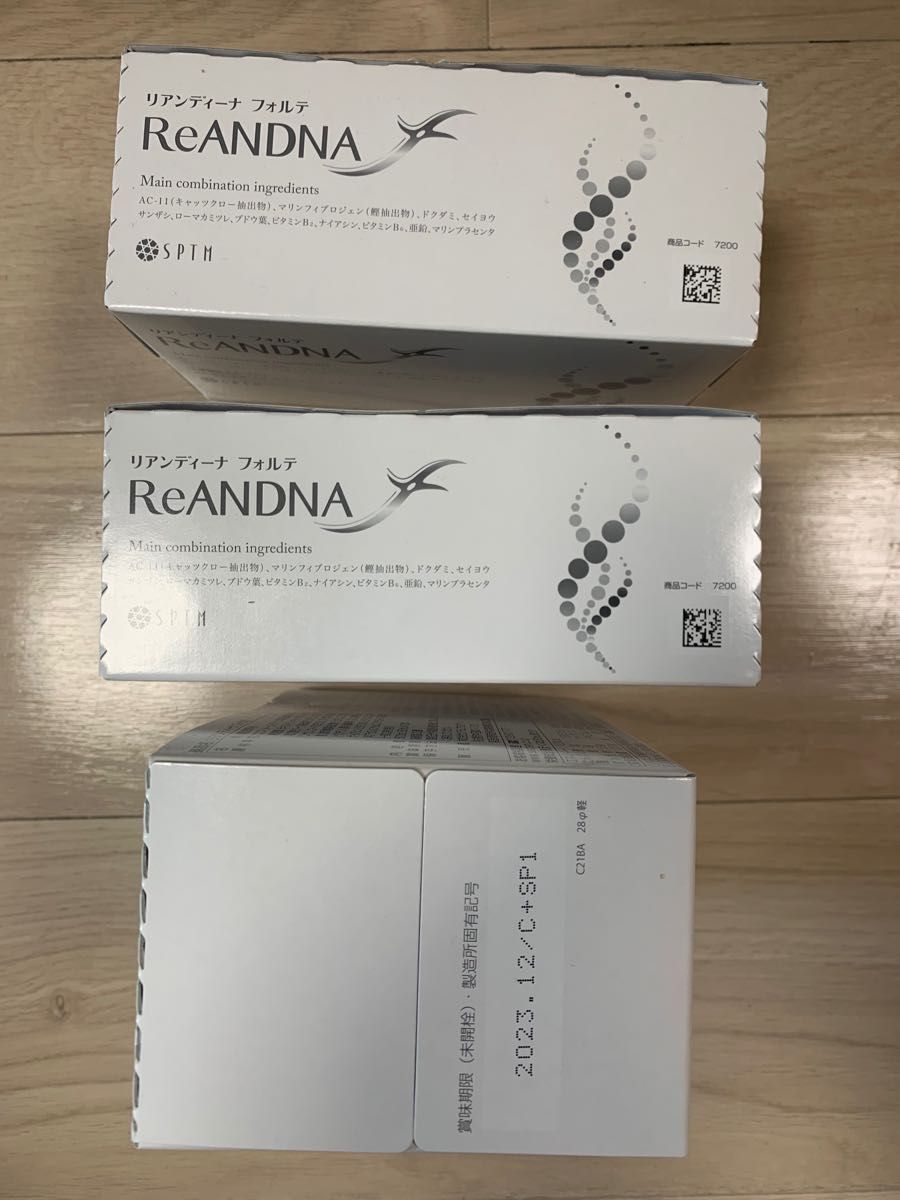 リアンディーナ フォルテ
ReANDNA
Main combination ingredients
AC-11(キャッツクロー抽出物)、マリンフィブロジェン(鰹抽出物)、ドクダミ、セイヨウ
サンザシ、ローマカミツレ、ブドウ葉、ビタミンB₂、ナイアシン、ビタミンB₆、亜鉛、マリンプラセンタ
SPTM
商品コード 7200
リアンディーナ フォルテ
ReANDNA
リアンディーナ フォルテ
ReANDNA
Main combination ingredients
AC-11(キャッツクロー抽出物)、マリンフィブロジェン(鰹抽出物)、ドクダミ、セイヨウ
サンザシ、ローマカミツレ、ブドウ葉、ビタミンB₂、ナイアシン、ビタミンB₆、亜鉛、マリンプラセンタ
SPTM
商品コード 7200
賞味期限(未開栓)・製造所固有記号
2023.12/C+SP1
C21BA 28φ軽